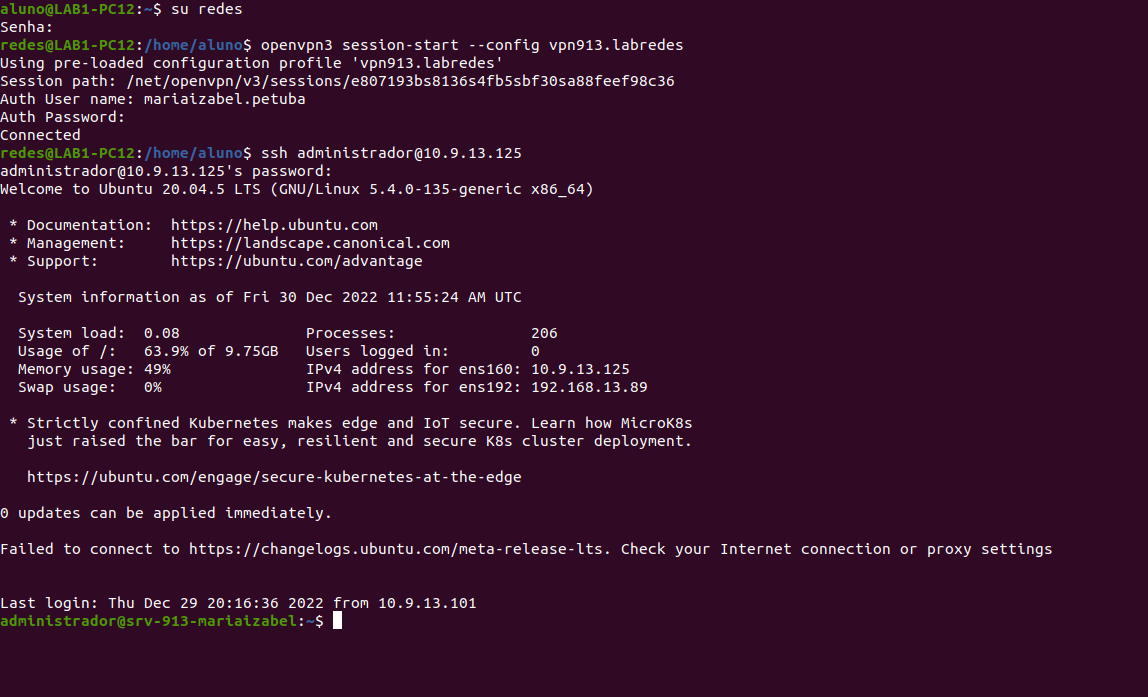 aluno@LAB1-PC12:~$ su redes
Senha:
redes@LAB1-PC12:/home/aluno$ openvpn3 session-start --config vpn913.labredes
Using pre-loaded configuration profile 'vpn913.labredes'
Session path: /net/openvpn/v3/sessions/e807193bs8136s4fb5sbf30sa88feef98c36
Auth User name: mariaizabel.petuba
Auth Password:
Connected
redes@LAB1-PC12:/home/aluno$ ssh administrador@10.9.13.125
administrador@10.9.13.125's password:
Welcome to Ubuntu 20.04.5 LTS (GNU/Linux 5.4.0-135-generic x86_64)

 * Documentation:  https://help.ubuntu.com
 * Management:     https://landscape.canonical.com
 * Support:        https://ubuntu.com/advantage

  System information as of Fri 30 Dec 2022 11:55:24 AM UTC

  System load:  0.08              Processes:               206
  Usage of /:   63.9% of 9.75GB   Users logged in:         0
  Memory usage: 49%               IPv4 address for ens160: 10.9.13.125
  Swap usage:   0%                IPv4 address for ens192: 192.168.13.89

 * Strictly confined Kubernetes makes edge and IoT secure. Learn how MicroK8s
   just raised the bar for easy, resilient and secure K8s cluster deployment.

   https://ubuntu.com/engage/secure-kubernetes-at-the-edge

0 updates can be applied immediately.

Failed to connect to https://changelogs.ubuntu.com/meta-release-lts. Check your Internet connection or proxy settings


Last login: Thu Dec 29 20:16:36 2022 from 10.9.13.101
administrador@srv-913-mariaizabel:~$